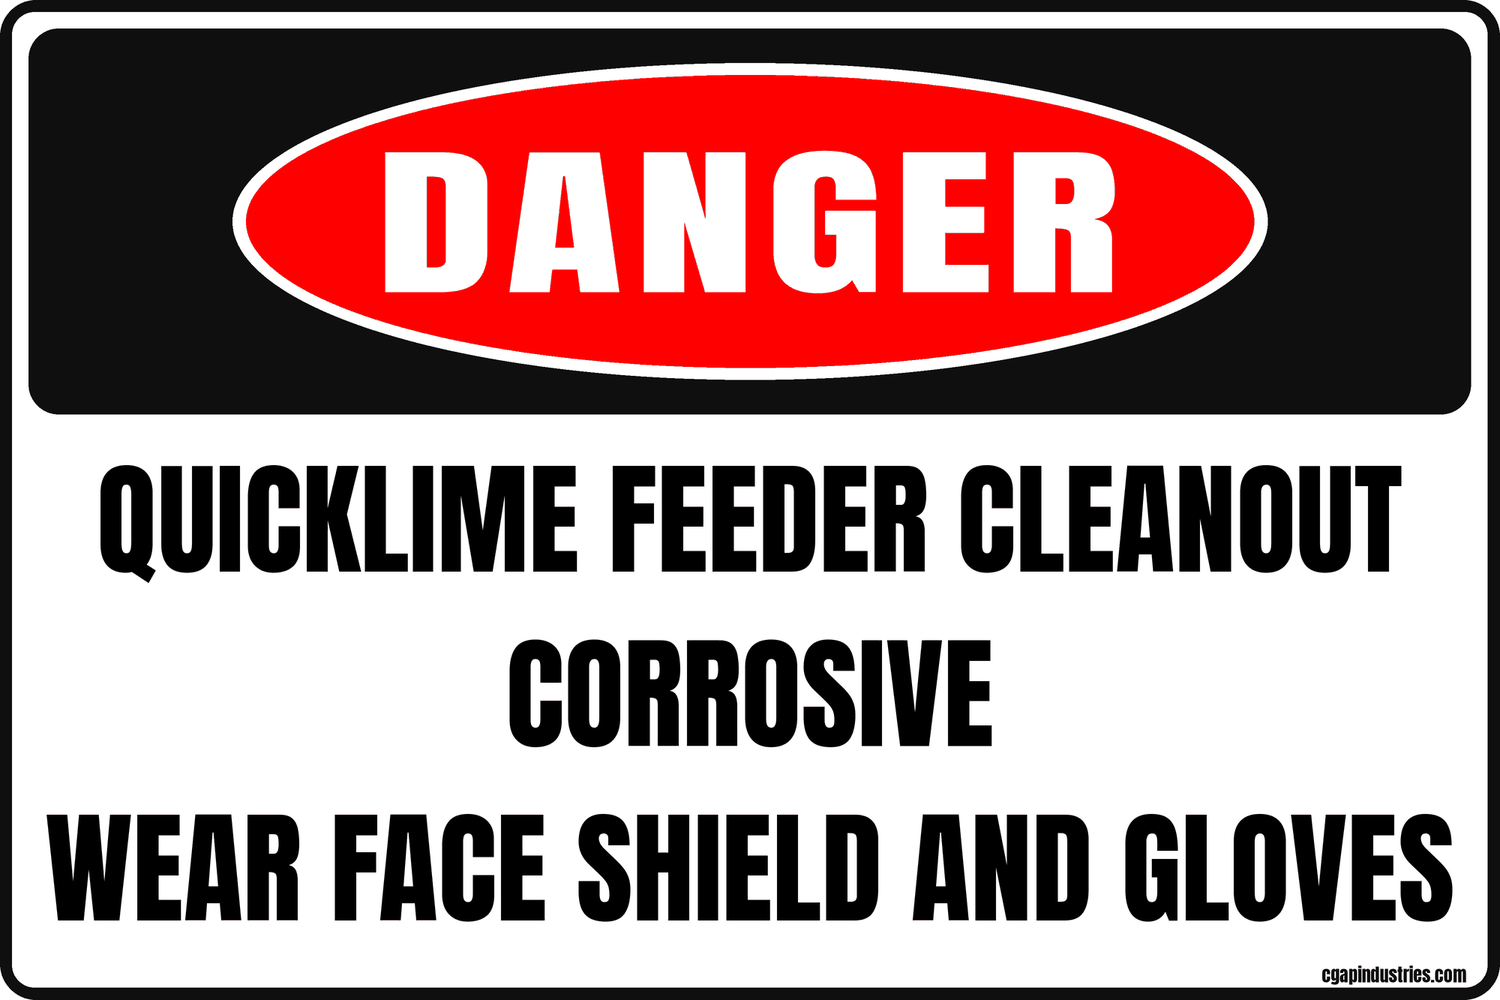 DANGER
QUICKLIME FEEDER CLEANOUT
CORROSIVE
WEAR FACE SHIELD AND GLOVES
cgapindustries.com